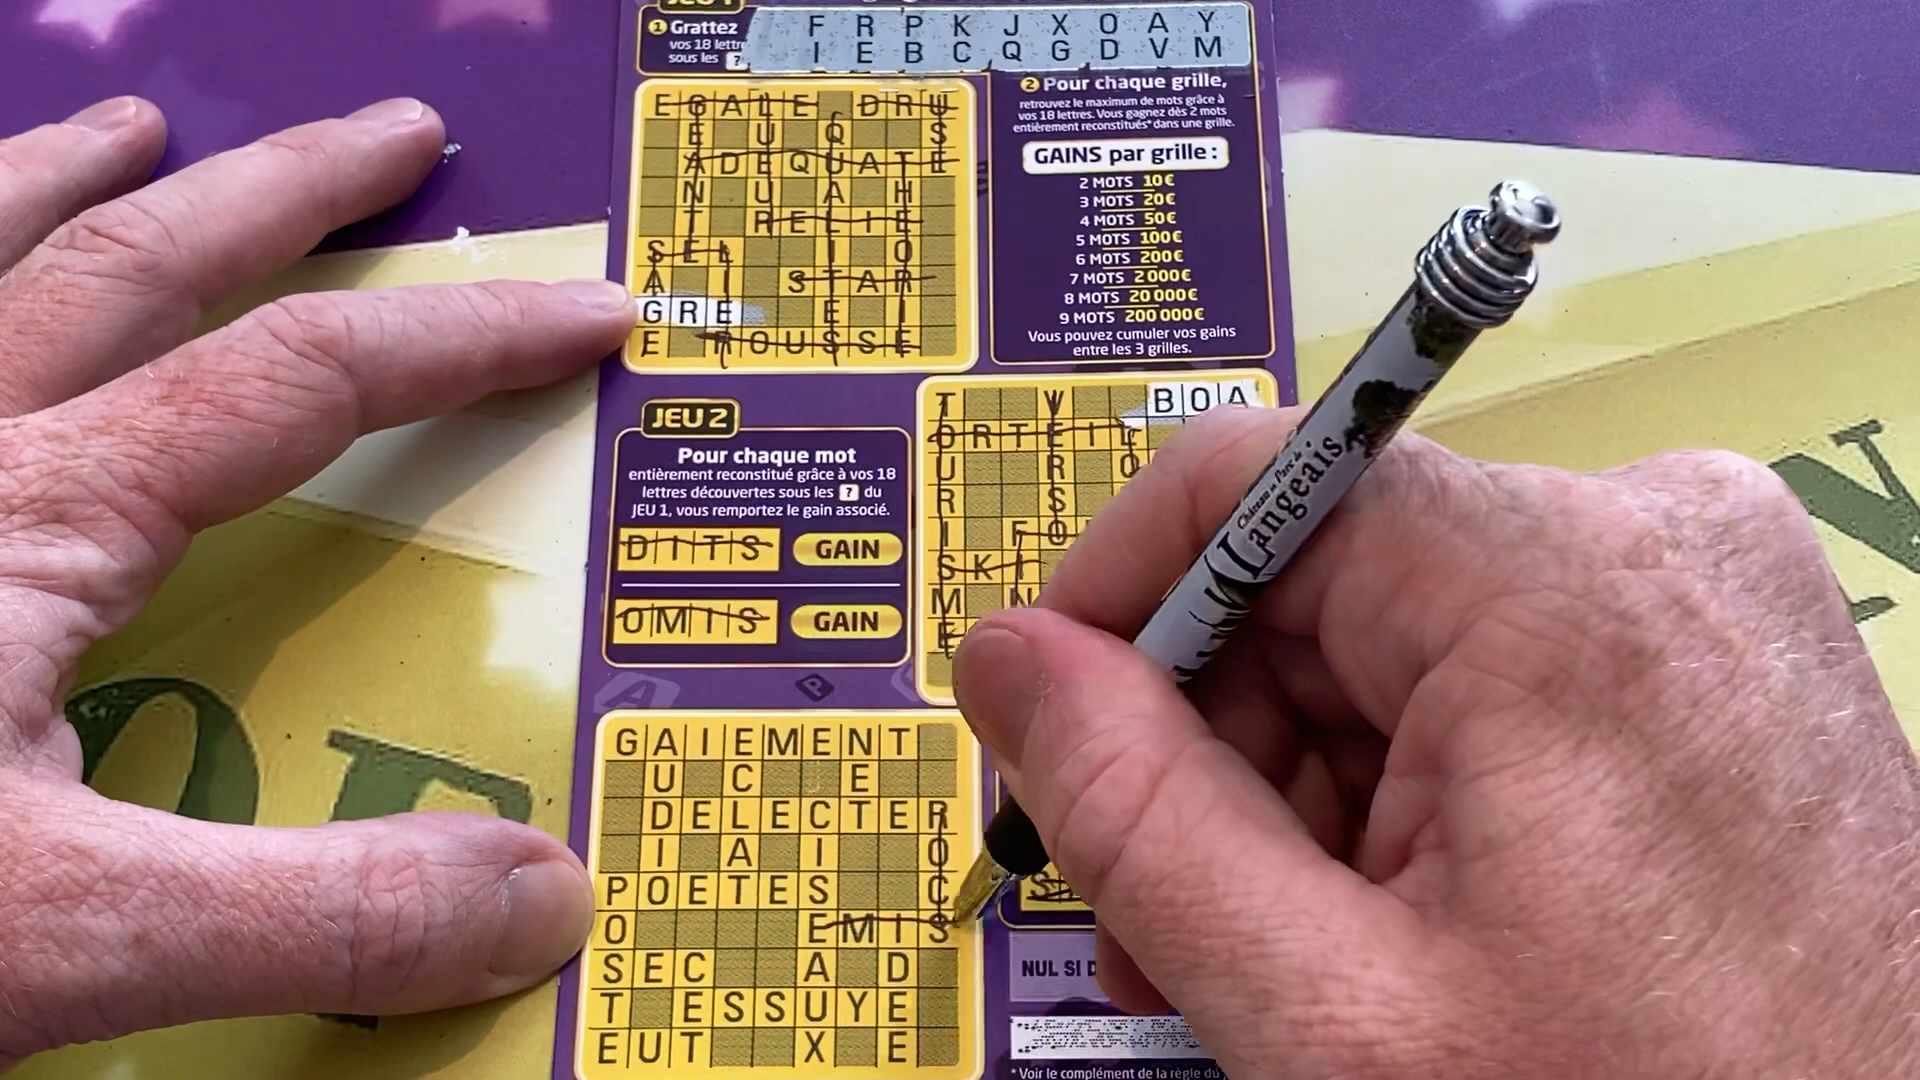 JEU 1
1 Grattez
vos 18 lettr
sous les ?
F R P K J X O A Y
I E B C Q G D V M
2 Pour chaque grille,
retrouvez le maximum de mots grâce à
vos 18 lettres. Vous gagnez dès 2 mots
entièrement reconstitués* dans une grille.
GAINS par grille :
2 MOTS 10€
3 MOTS 20€
4 MOTS 50€
5 MOTS 100€
6 MOTS 200€
7 MOTS 2 000€
8 MOTS 20 000€
9 MOTS 200 000€
Vous pouvez cumuler vos gains
entre les 3 grilles.
EGALE DRU
E U Q S
ADEQUATE
N U A H
T RELIE
SEL I O
A I STAR
GRE E I
E ROUSSE
JEU 2
Pour chaque mot
entièrement reconstitué grâce à vos 18
lettres découvertes sous les ? du
JEU 1, vous remportez le gain associé.
DITS GAIN
OMIS GAIN
T V BOA
ORTEIL
U R O
R S
I F O
SKI
M N
E
GAIEMENT
U C E
DELECTER
I A I O
POETES C
O EMIS
SEC A D
T ESSUYE
EUT X E
Château et Parc de
Langeais
NUL SI D
* Voir le complément de la règle du